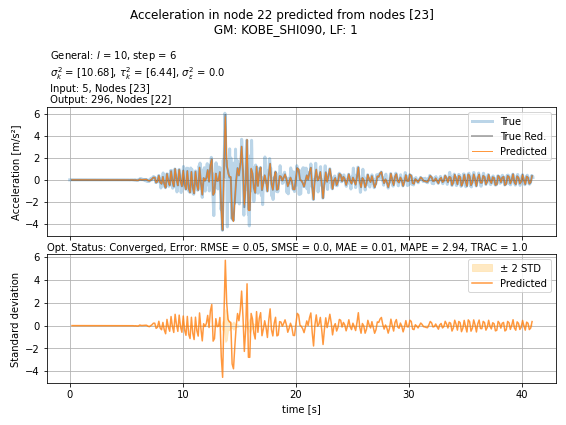 Acceleration in node 22 predicted from nodes [23]
GM: KOBE_SHI090, LF: 1
General: l = 10, step = 6
σ²ₖ = [10.68], τ²ₖ = [6.44], σ²ε = 0.0
Input: 5, Nodes [23]
Output: 296, Nodes [22]
6
4
2
0
−2
−4
Acceleration [m/s²]
True
True Red.
Predicted
Opt. Status: Converged, Error: RMSE = 0.05, SMSE = 0.0, MAE = 0.01, MAPE = 2.94, TRAC = 1.0
6
4
2
0
−2
−4
Standard deviation
± 2 STD
Predicted
0 10 20 30 40
time [s]